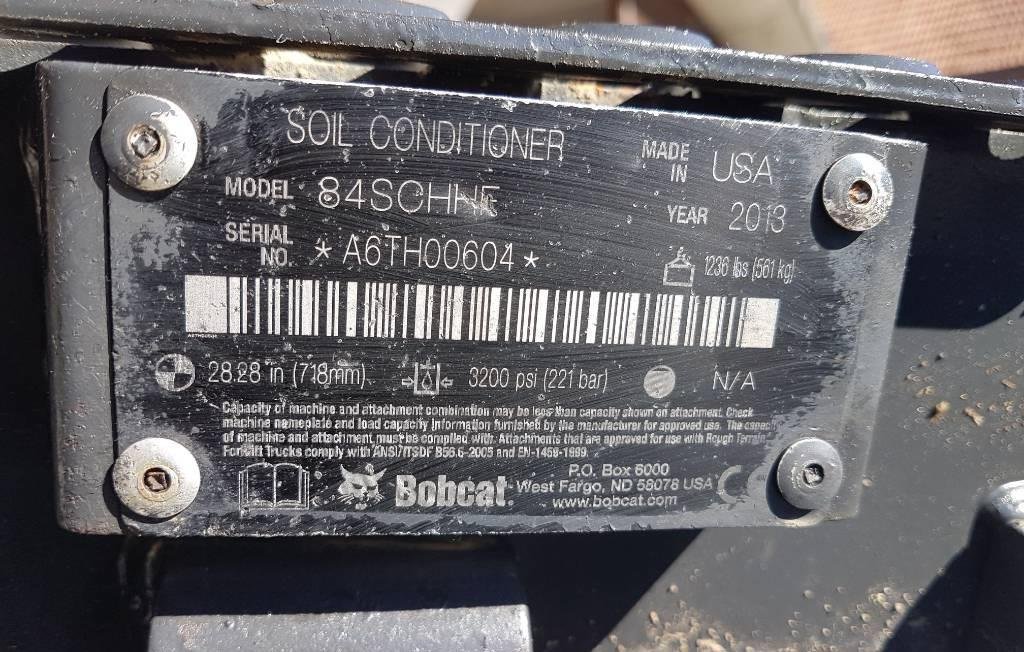 SOIL CONDITIONER
MADE IN USA
MODEL
YEAR 2013
SERIAL NO. *A6TH00604*
1236 lbs (561 kg)
28.28 in (718mm)
3200 psi (221 bar)
N/A
Capacity of machine and attachment combination may be less than capacity shown on attachment. Check
machine nameplate and load capacity information furnished by the manufacturer for approved use. The capacity
of machine and attachment must be complied with. Attachments that are approved for use with Rough Terrain
Forklift Trucks comply with ANSI/ITSDF B56.6-2005 and EN-1459-1999.
Bobcat
P.O. Box 6000
West Fargo, ND 58078 USA
www.bobcat.com
CE